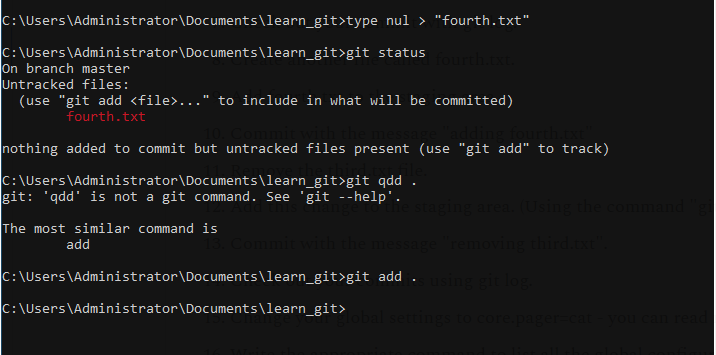 C:\Users\Administrator\Documents\learn_git>type nul > "fourth.txt"
C:\Users\Administrator\Documents\learn_git>git status
On branch master
Untracked files:
(use "git add <file>..." to include in what will be committed)
fourth.txt
nothing added to commit but untracked files present (use "git add" to track)
C:\Users\Administrator\Documents\learn_git>git qdd .
git: 'qdd' is not a git command. See 'git --help'.
The most similar command is
add
C:\Users\Administrator\Documents\learn_git>git add .
C:\Users\Administrator\Documents\learn_git>